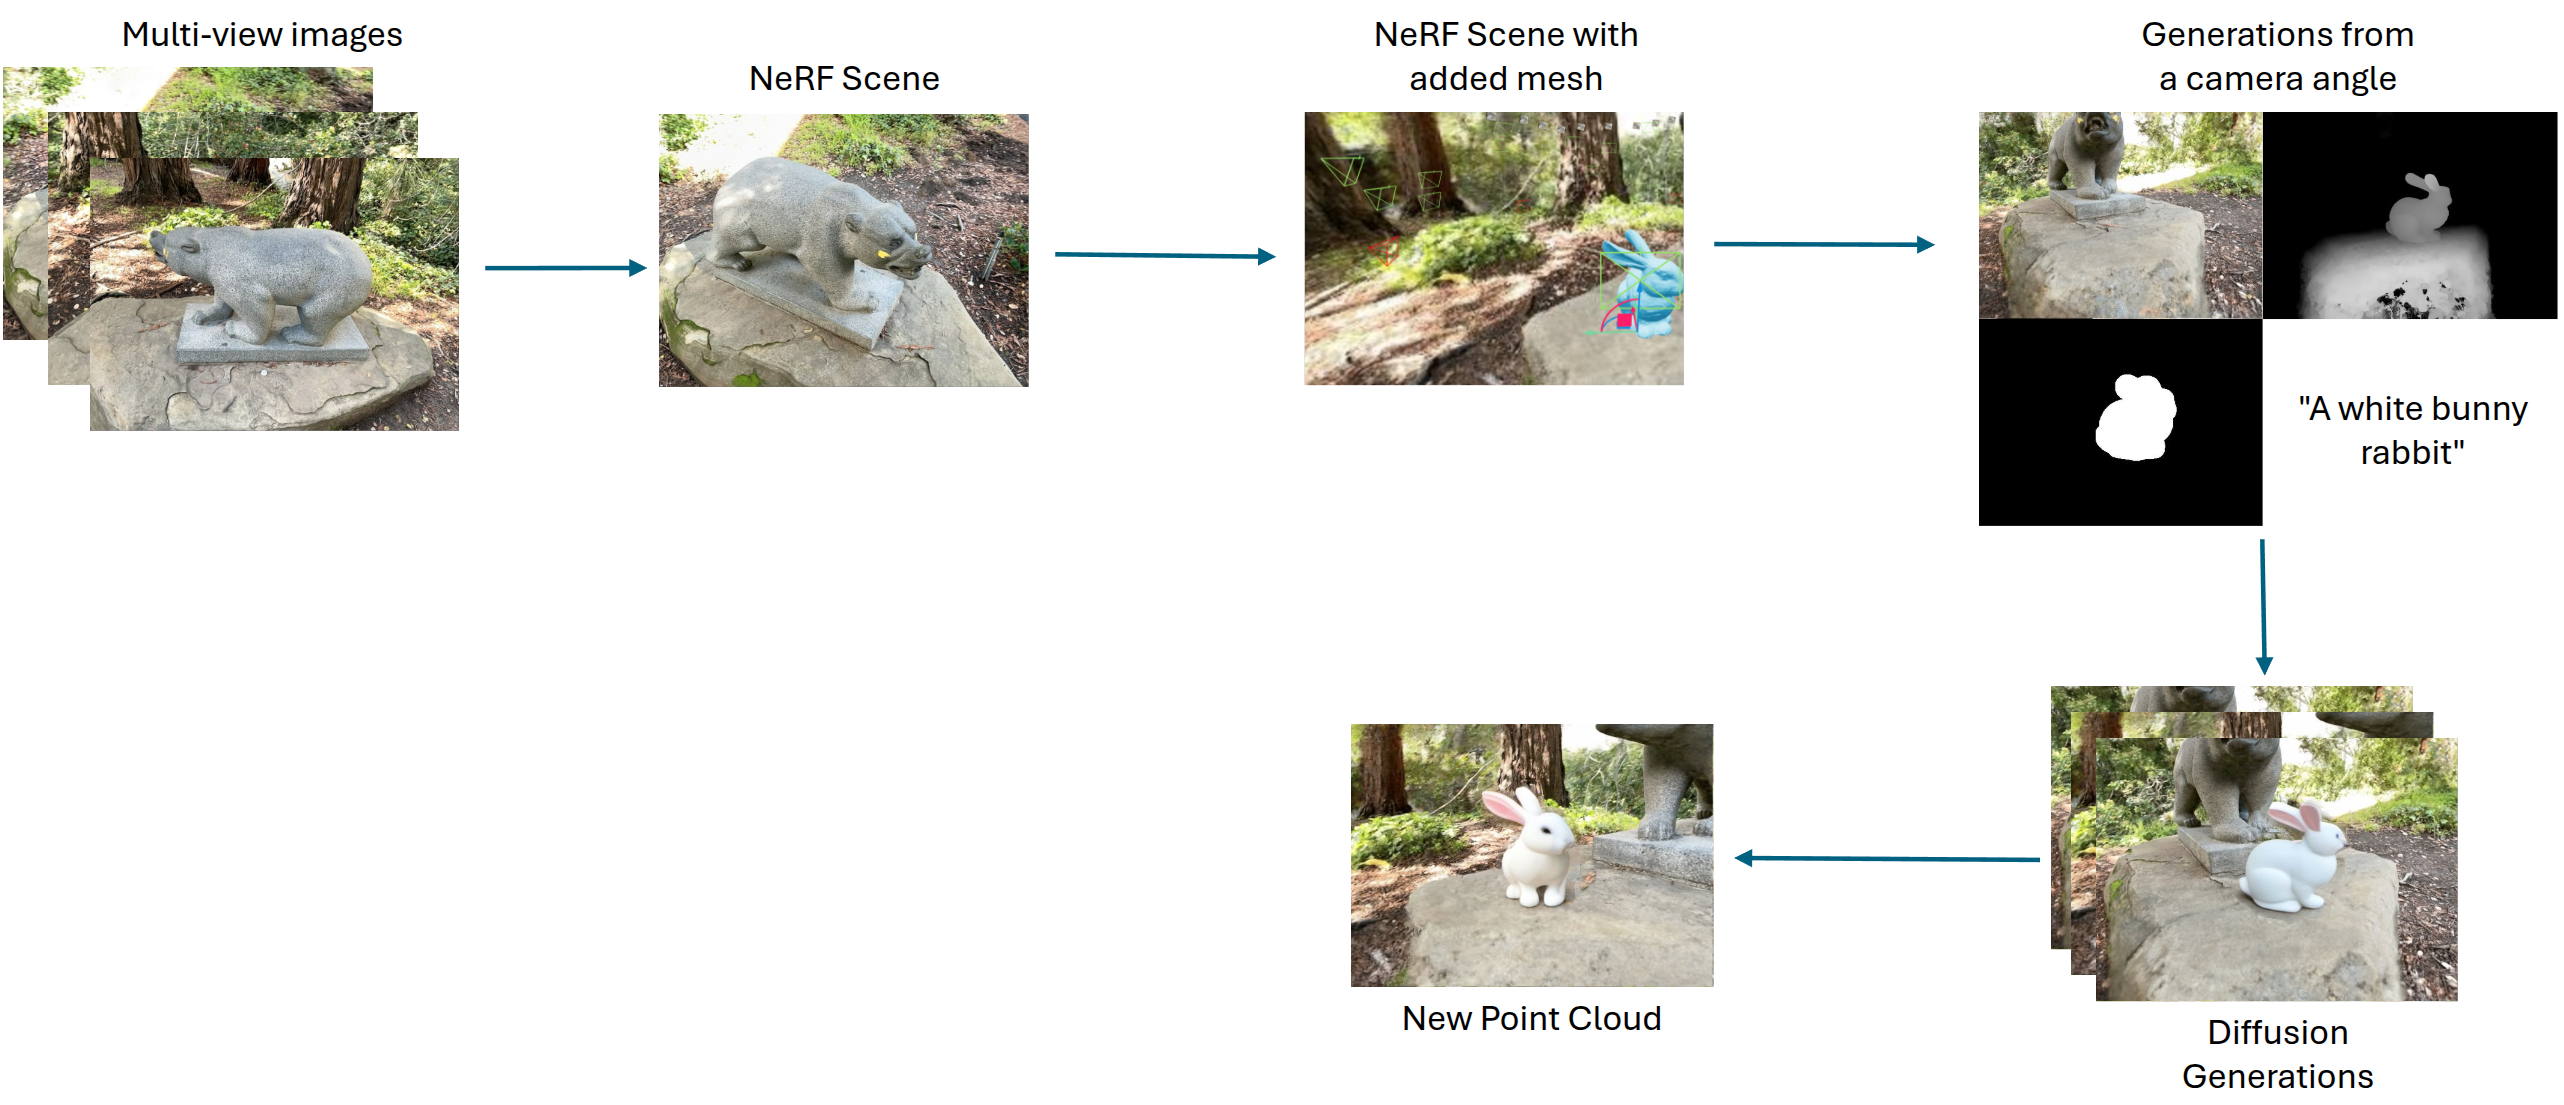 Multi-view images
NeRF Scene
NeRF Scene with
added mesh
Generations from
a camera angle
"A white bunny
rabbit"
New Point Cloud
Diffusion
Generations